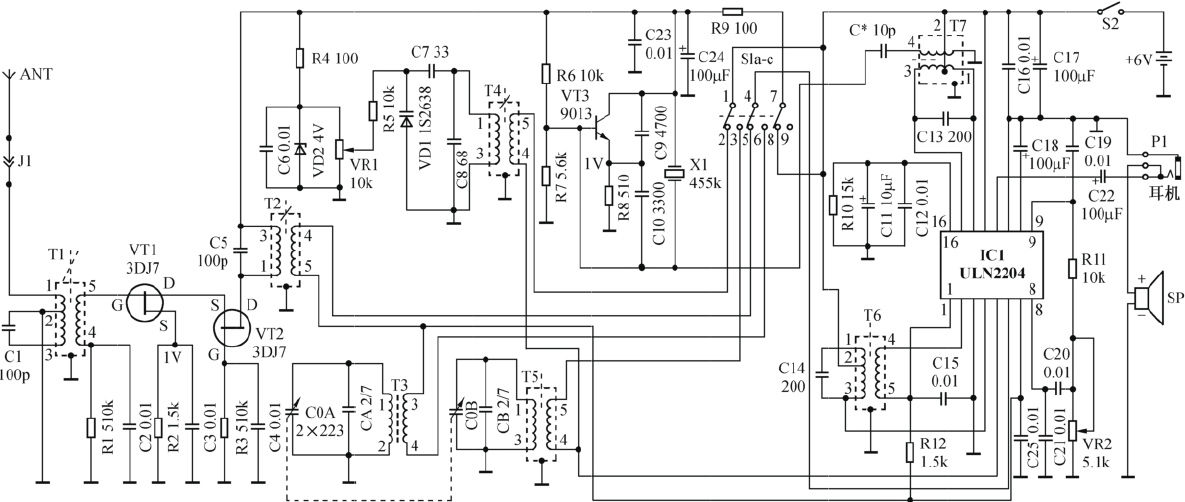 ANT
J1
C1
100p
T1
1
2
3
5
4
VT1
3DJ7
G
D
S
1V
R1 510k
C2 0.01
R2 1.5k
C3 0.01
R3 510k
C4 0.01
S
D
G
VT2
3DJ7
C5
100p
T2
3
1
4
5
R4 100
C6 0.01
VD2 4V
VR1
10k
R5 10k
VD1 1S2638
C7 33
C8 68
T4
1
3
5
4
R6 10k
R7 5.6k
VT3
9013
1V
R8 510
C9 4700
C10 3300
X1
455k
C23
0.01
C24
+
100μF
R9 100
S1a-c
1
4
7
2
3
5
6
8
9
C0A
2×223
CA 2/7
T3
1
2
3
4
C0B
CB 2/7
T5
1
3
5
4
C* 10p
T7
2
4
3
1
C13 200
R10 15k
C11 10μF
+
C12 0.01
C16 0.01
C17
+
100μF
C18
+
100μF
C19
0.01
S2
+6V
P1
耳机
C22
+
100μF
16
16
9
9
IC1
ULN2204
1
1
8
8
R11
10k
SP
+
−
T6
1
2
3
4
5
C14
200
C15
0.01
R12
1.5k
C20
0.01
C25 0.01
C21 0.01
VR2
5.1k